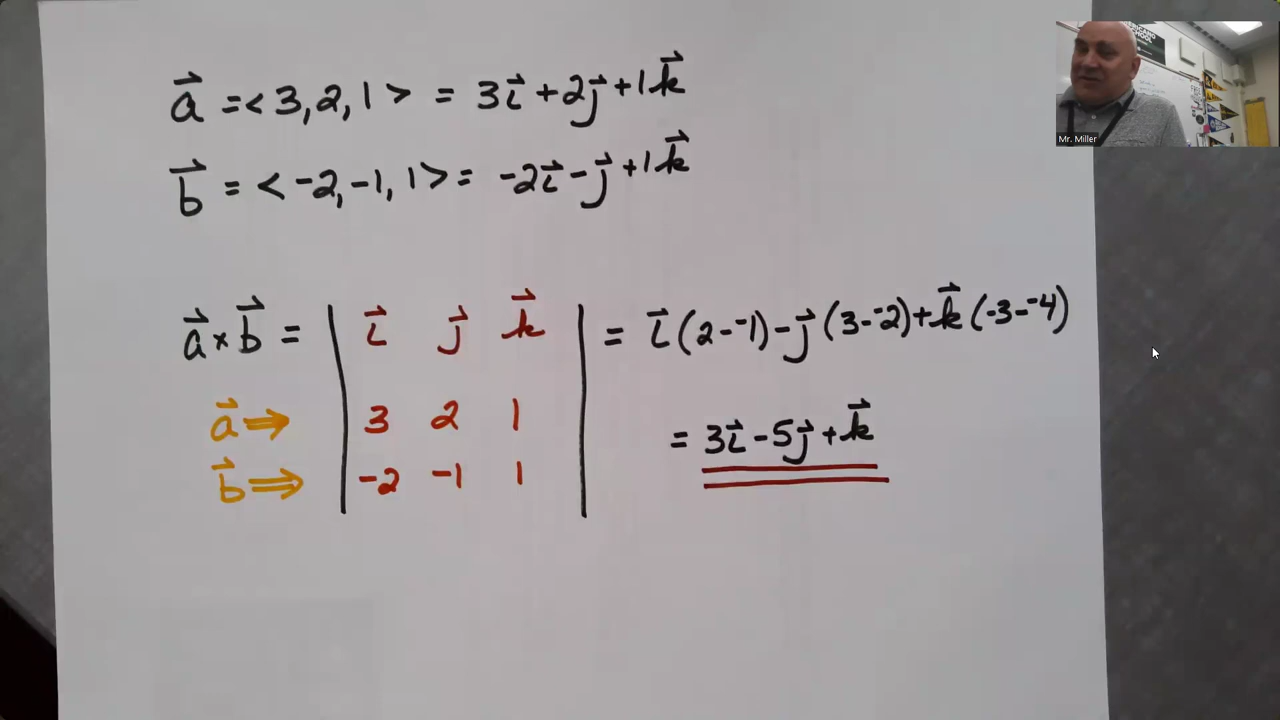 a⃗ = <3, 2, 1> = 3i⃗ + 2j⃗ + 1k⃗
b⃗ = <-2, -1, 1> = -2i⃗ - j⃗ + 1k⃗
a⃗ × b⃗ = | i⃗ j⃗ k⃗ | = i⃗(2 - -1) - j⃗(3 - -2) + k⃗(-3 - -4)
a⃗ ⇒ 3 2 1 = 3i⃗ - 5j⃗ + k⃗
b⃗ ⇒ -2 -1 1
Mr. Miller